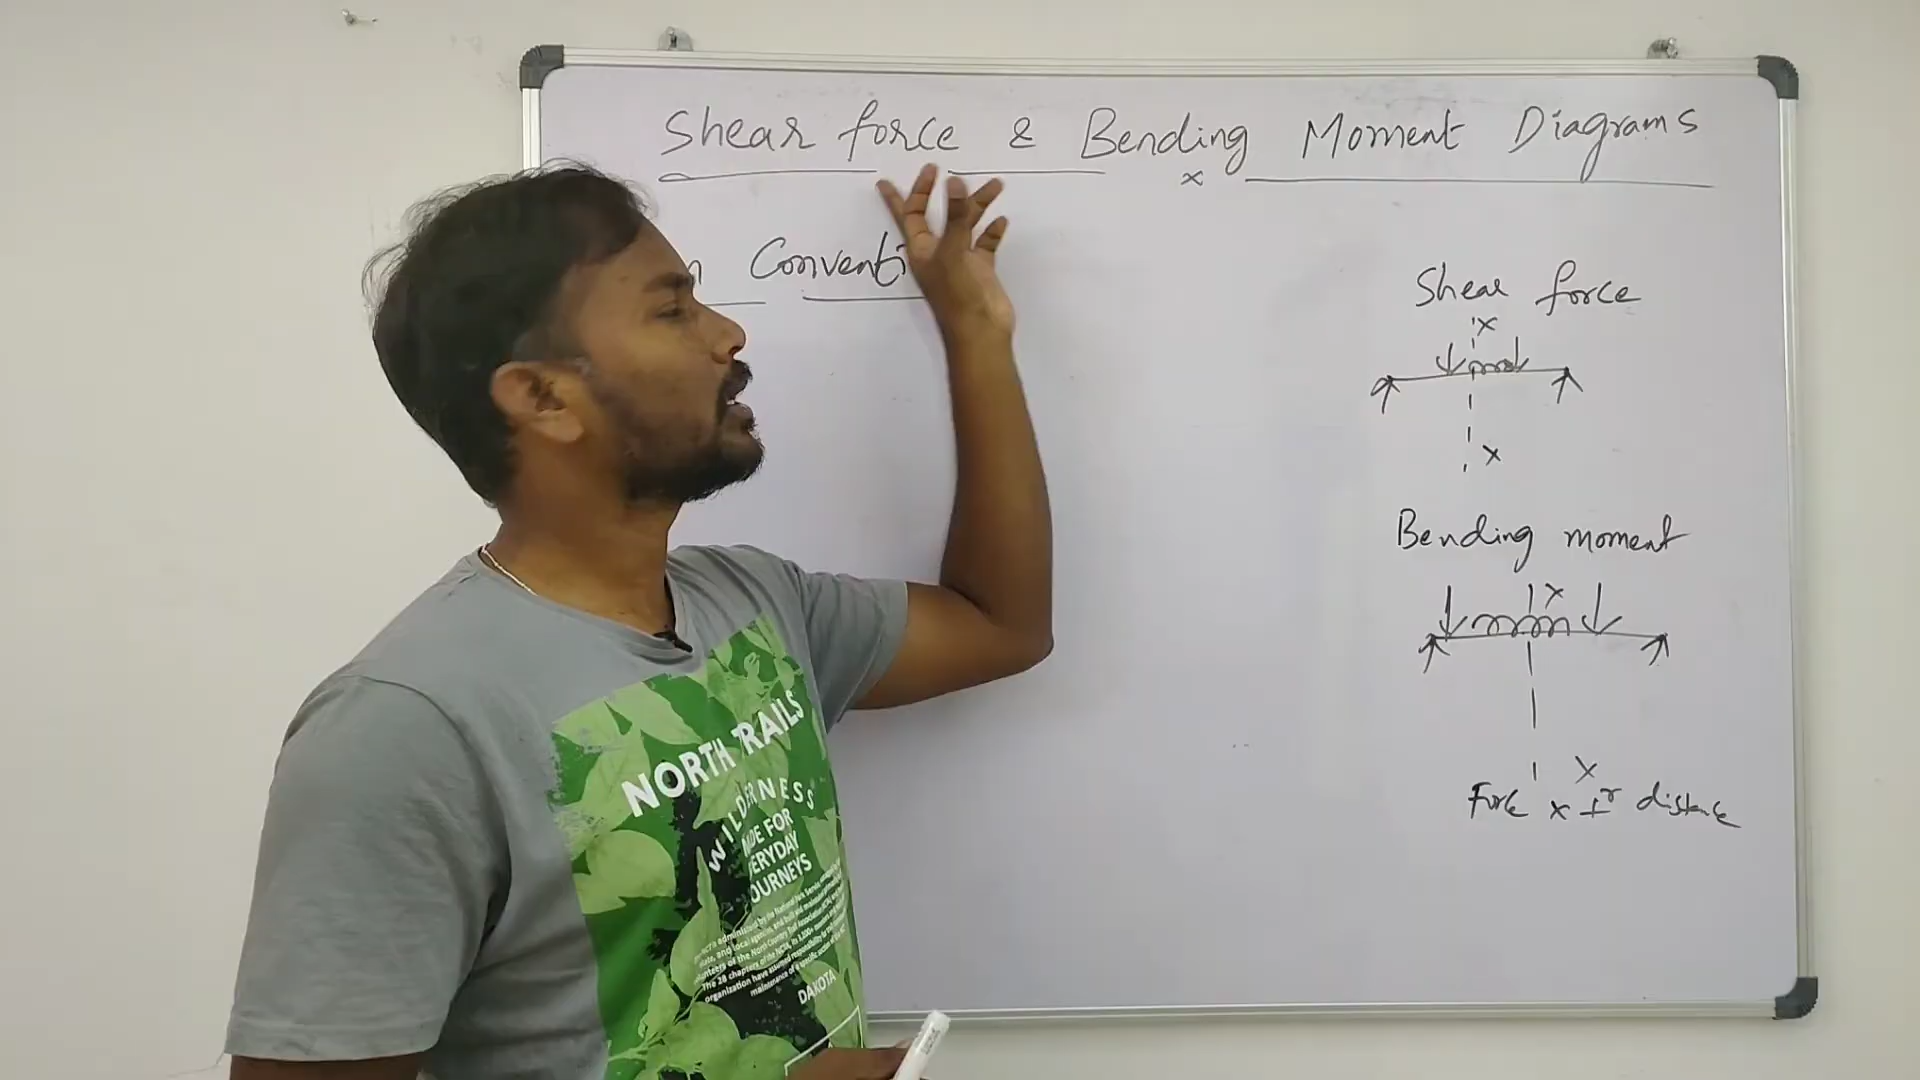 Shear force & Bending Moment Diagrams
x
Shear force
x
x
Bending moment
x
x
Force x ⊥r distance
NORTH TRAILS
WILDERNESS
MADE FOR
EVERYDAY
JOURNEYS
DAKOTA